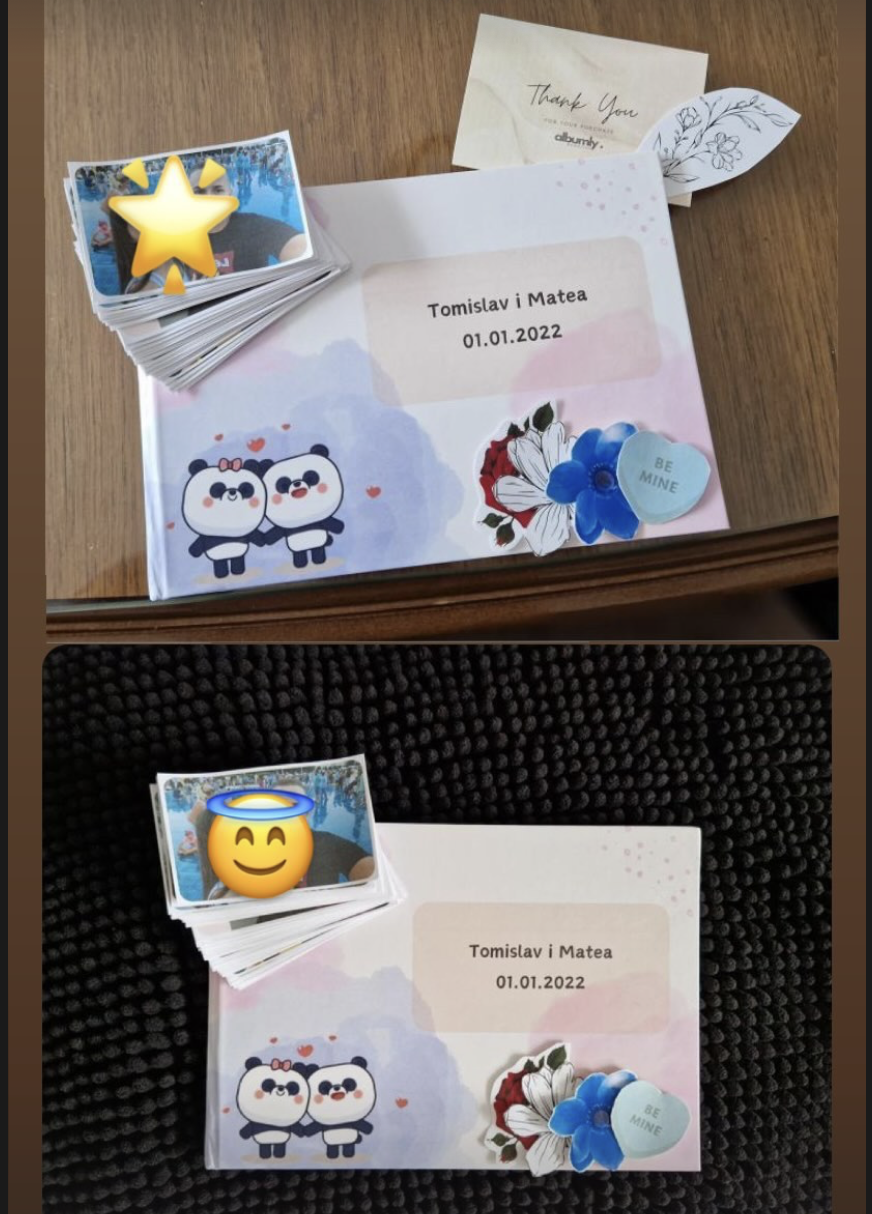 Thank You
FOR YOUR PURCHASE
albumly.
Tomislav i Matea
01.01.2022
BE
MINE
Tomislav i Matea
01.01.2022
BE
MINE